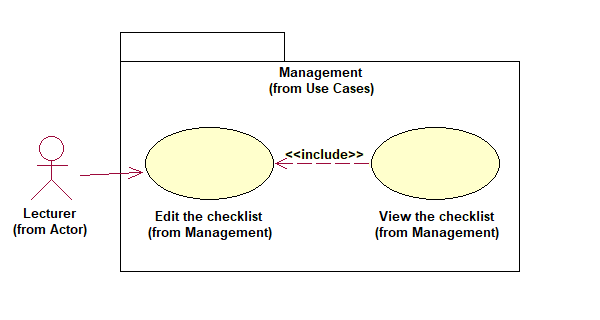 Management
(from Use Cases)
<<include>>
Edit the checklist
(from Management)
View the checklist
(from Management)
Lecturer
(from Actor)